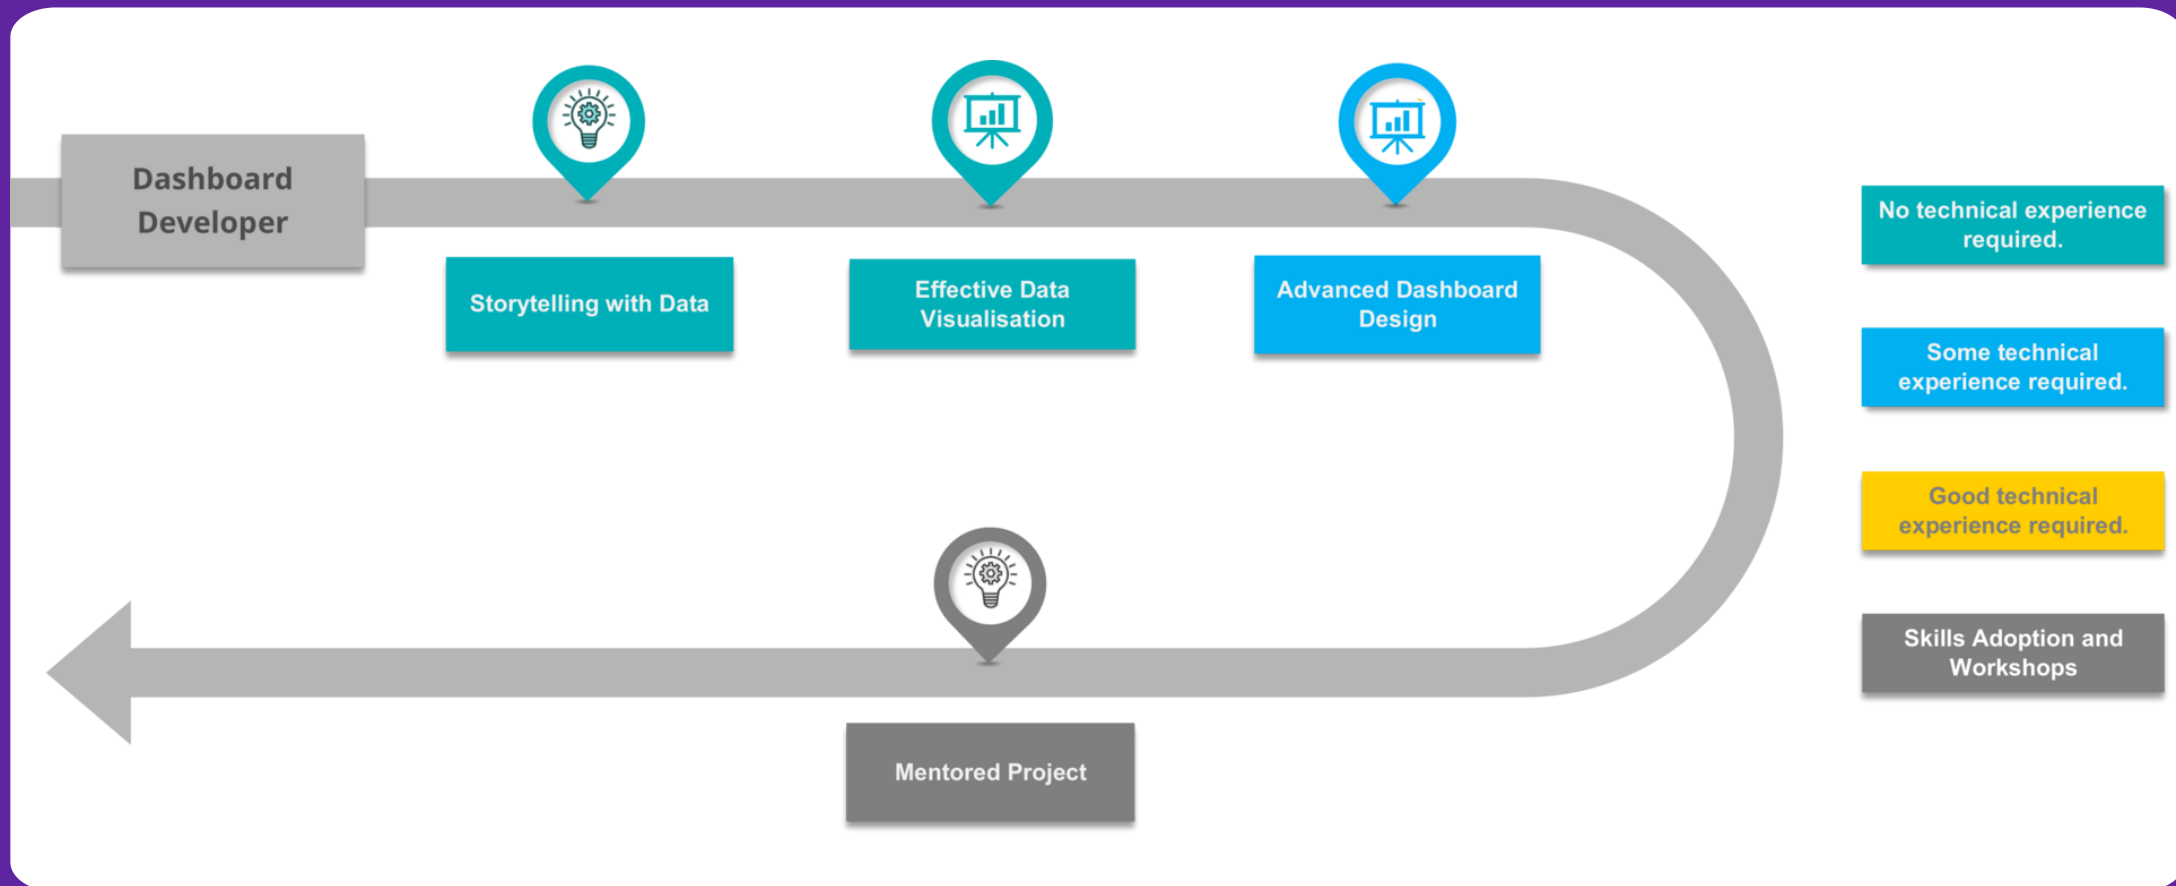 Dashboard
Developer
Storytelling with Data
Effective Data
Visualisation
Advanced Dashboard
Design
Mentored Project
No technical experience
required.
Some technical
experience required.
Good technical
experience required.
Skills Adoption and
Workshops